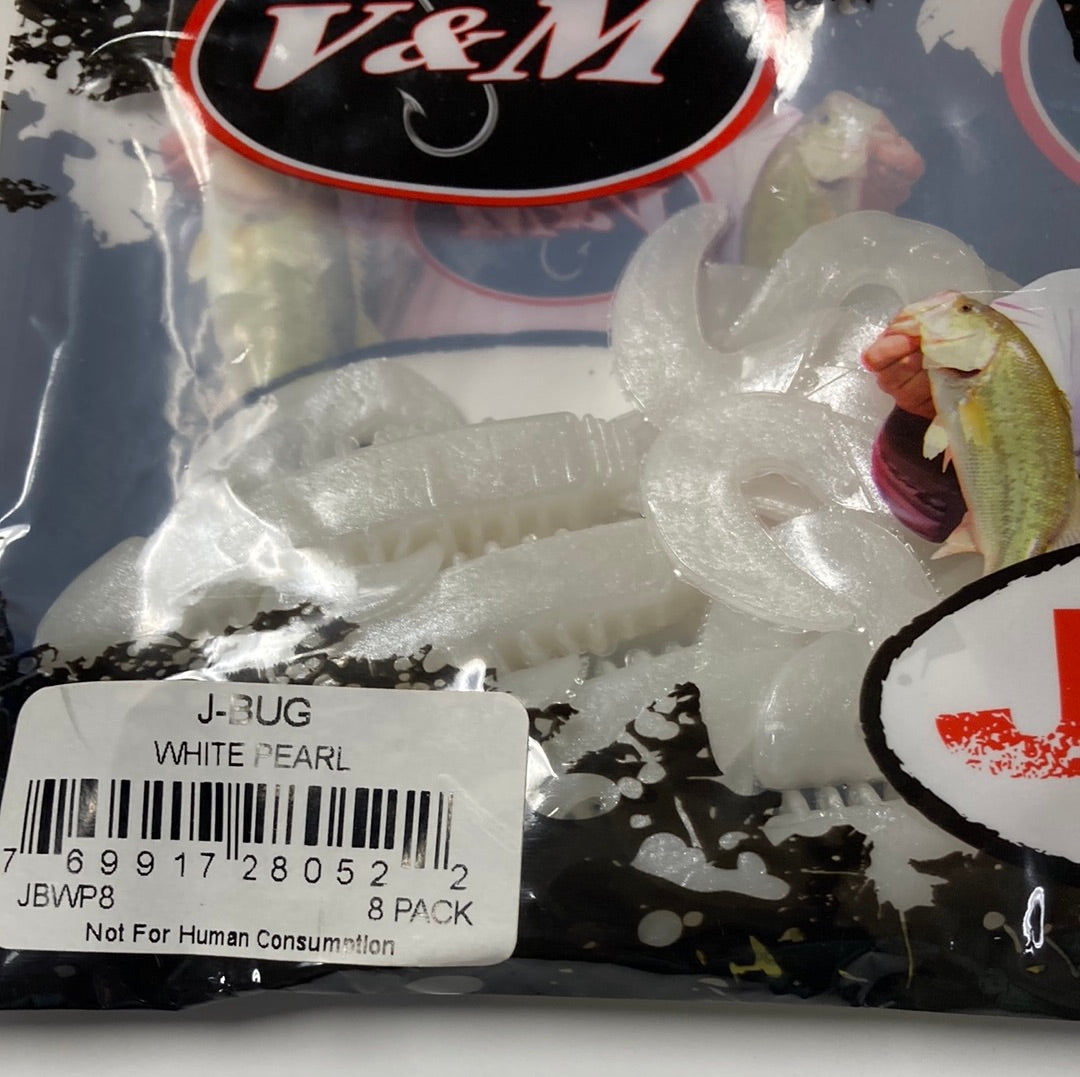 V&M
J
J-BUG
WHITE PEARL
7 69917 28052 2
JBWP8
8 PACK
Not For Human Consumption